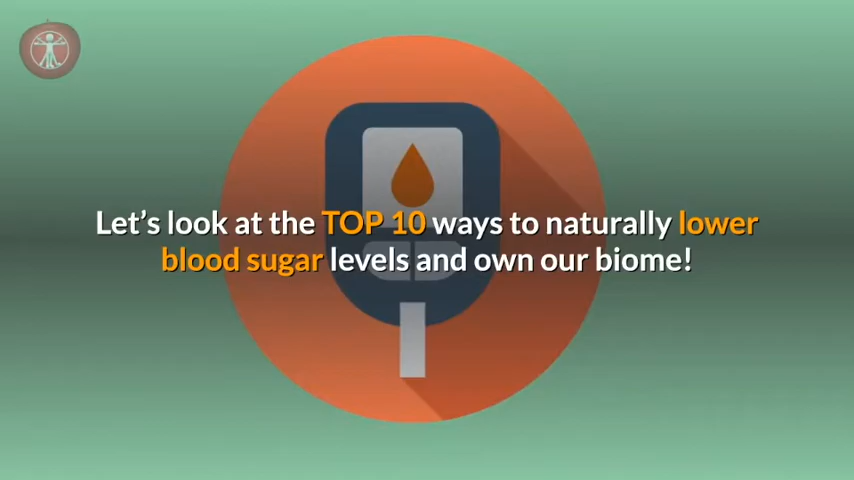 Let’s look at the TOP 10 ways to naturally lower
blood sugar levels and own our biome!